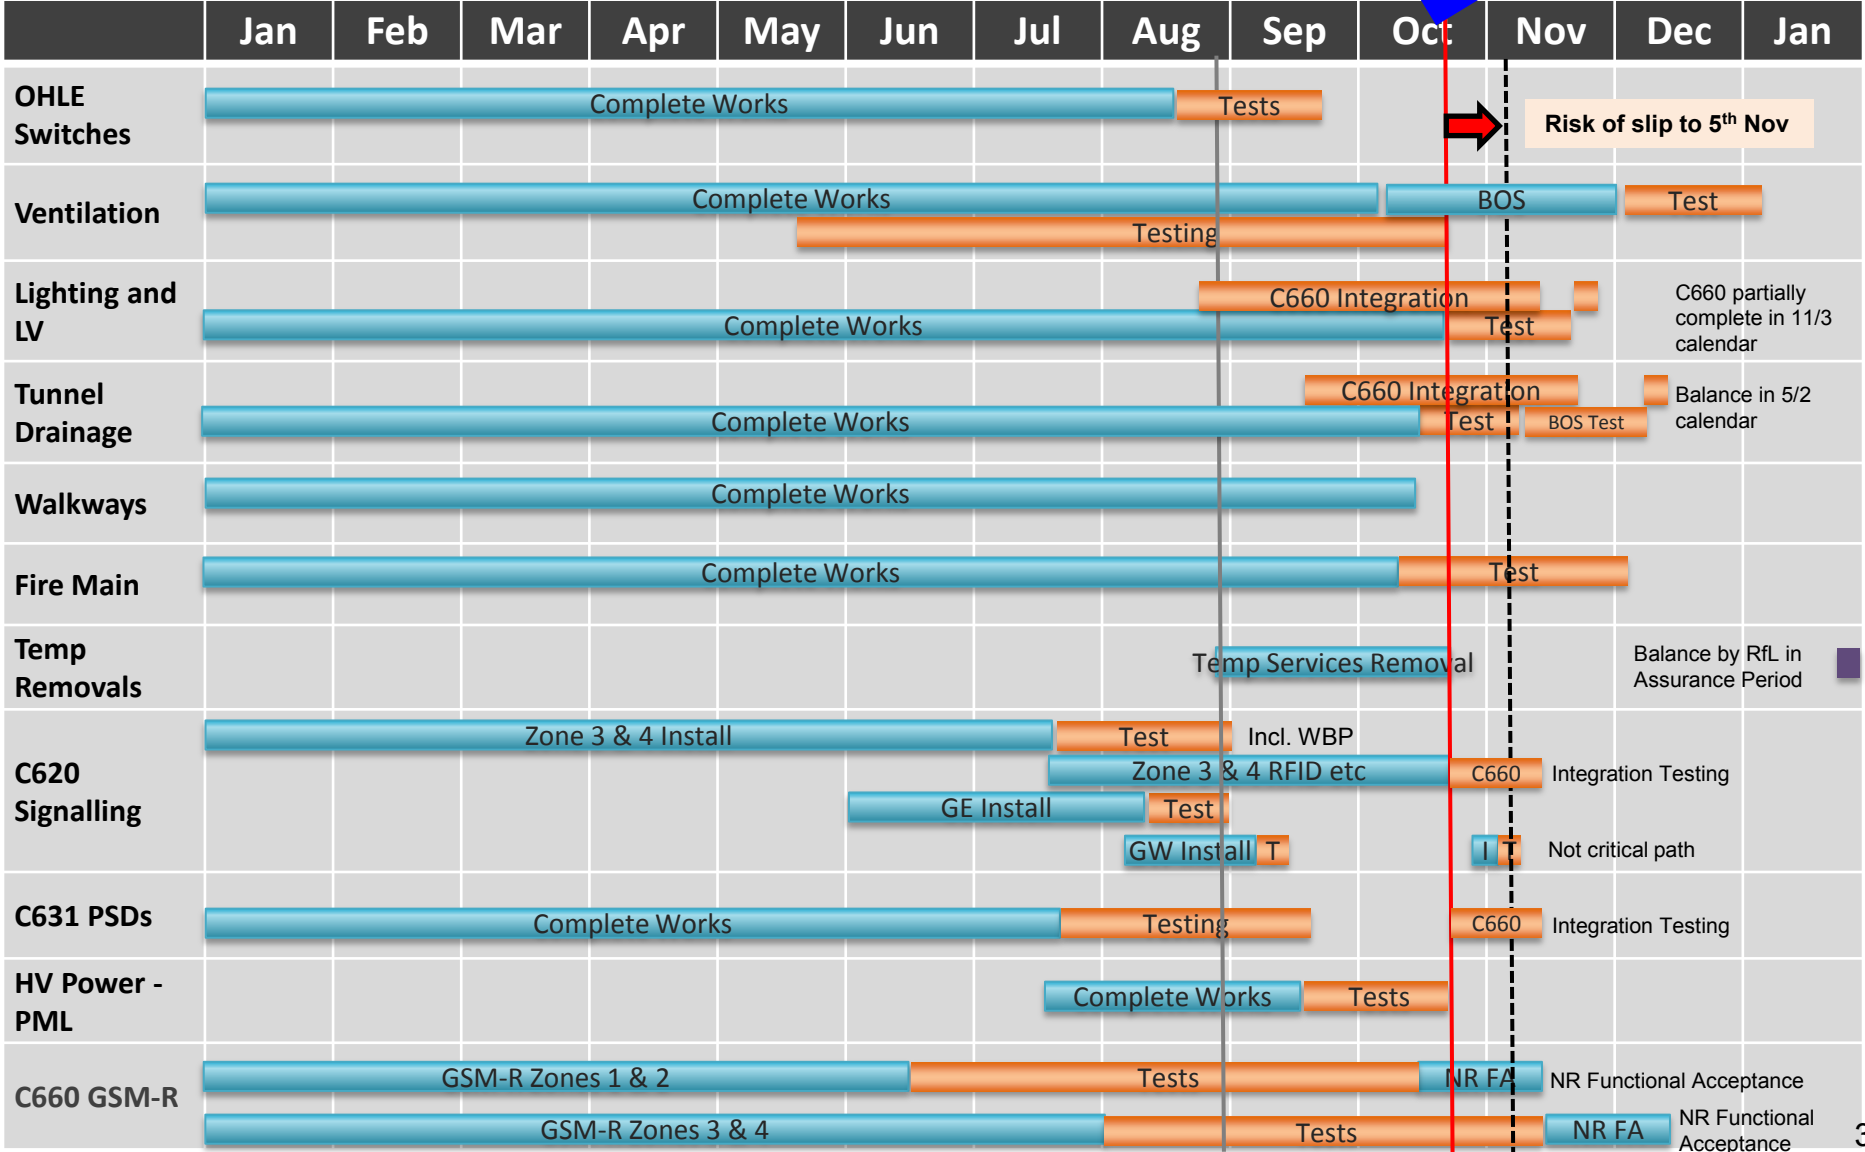 Jan Feb Mar Apr May Jun Jul Aug Sep Oct Nov Dec Jan
OHLE
Switches
Complete Works
Tests
Risk of slip to 5th Nov
Ventilation
Complete Works
BOS
Test
Testing
Lighting and
LV
C660 Integration
Complete Works
Test
C660 partially
complete in 11/3
calendar
Tunnel
Drainage
C660 Integration
Complete Works
Test
BOS Test
Balance in 5/2
calendar
Walkways
Complete Works
Fire Main
Complete Works
Test
Temp
Removals
Temp Services Removal
Balance by RfL in
Assurance Period
C620
Signalling
Zone 3 & 4 Install
Test
Incl. WBP
Zone 3 & 4 RFID etc
C660
Integration Testing
GE Install
Test
GW Install
T
I
T
Not critical path
C631 PSDs
Complete Works
Testing
C660
Integration Testing
HV Power -
PML
Complete Works
Tests
C660 GSM-R
GSM-R Zones 1 & 2
Tests
NR FA
NR Functional Acceptance
GSM-R Zones 3 & 4
Tests
NR FA
NR Functional
Acceptance
3